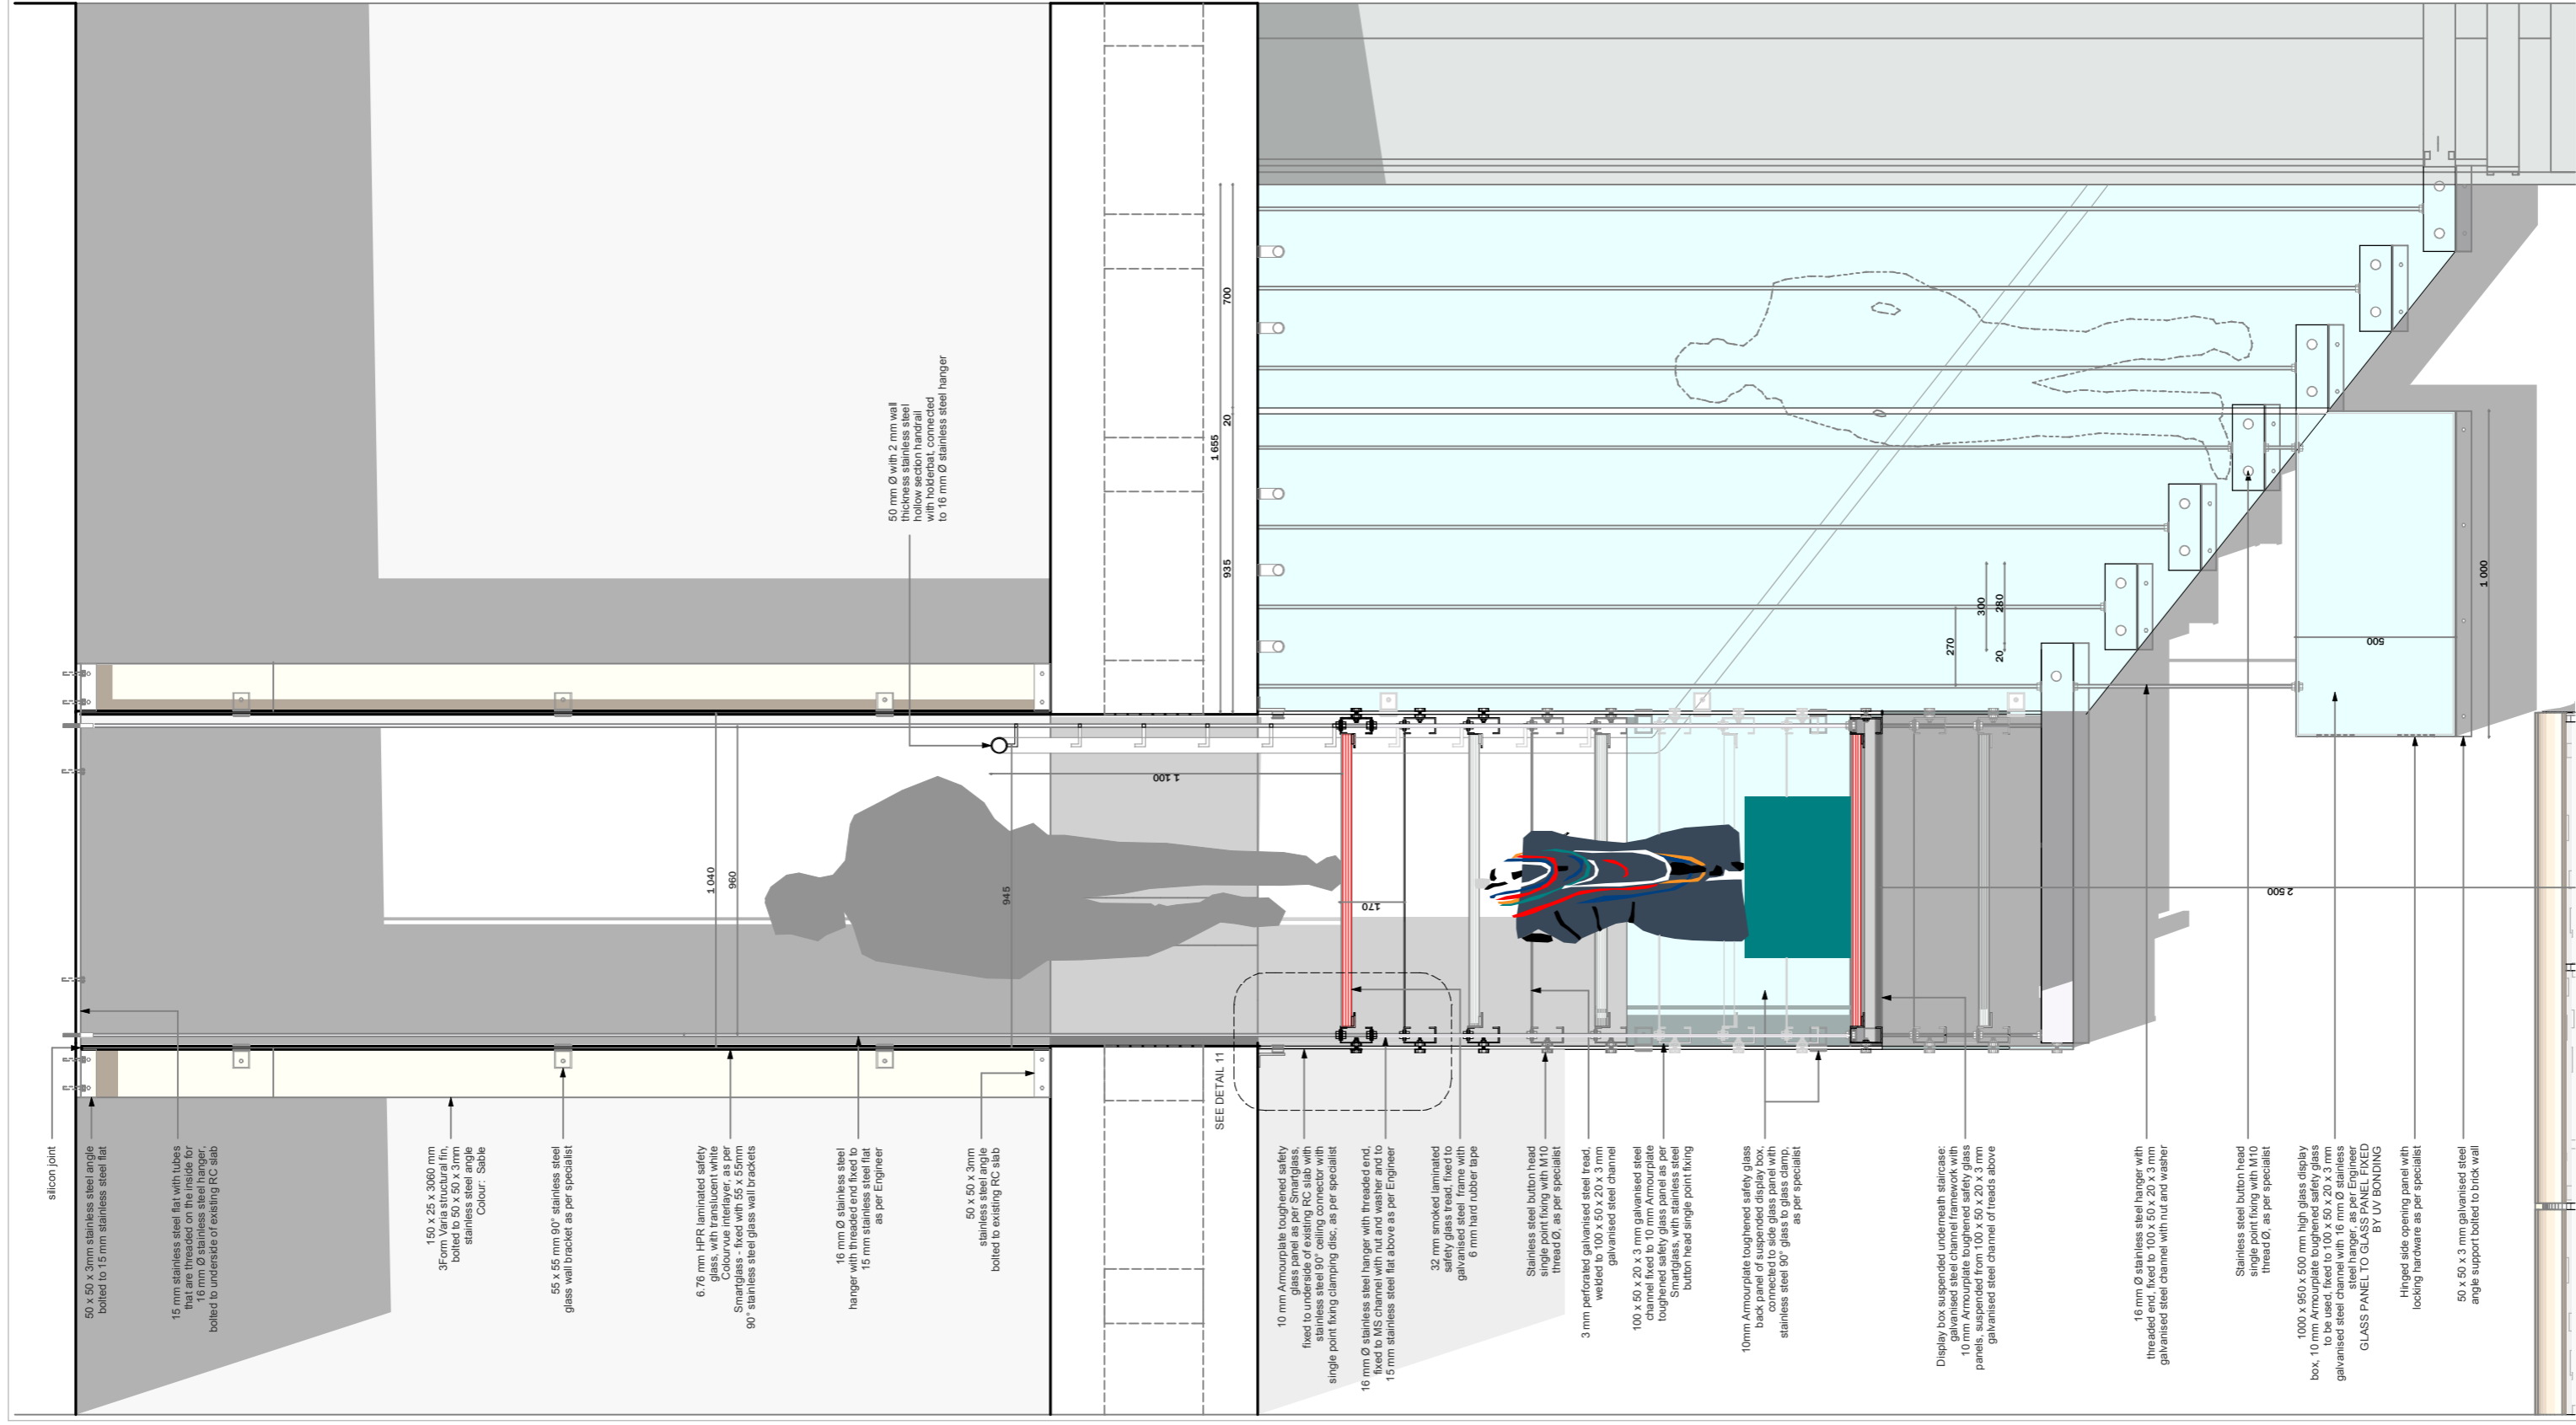 silicon joint
50 x 50 x 3mm stainless steel angle
bolted to 15 mm stainless steel flat
15 mm stainless steel flat with tubes
that are threaded on the inside for
16 mm Ø stainless steel hanger,
bolted to underside of existing RC slab
150 x 25 x 3060 mm
3Form Varia structural fin,
bolted to 50 x 50 x 3mm
stainless steel angle
Colour: Sable
55 x 55 mm 90° stainless steel
glass wall bracket as per specialist
6.76 mm HPR laminated safety
glass, with translucent white
Colourvue interlayer, as per
Smartglass - fixed with 55 x 55mm
90° stainless steel glass wall brackets
16 mm Ø stainless steel
hanger with threaded end fixed to
15 mm stainless steel flat
as per Engineer
50 x 50 x 3mm
stainless steel angle
bolted to existing RC slab
SEE DETAIL 11
10 mm Armourplate toughened safety
glass panel as per Smartglass,
fixed to underside of existing RC slab with
stainless steel 90° ceiling connector with
single point fixing clamping disc, as per specialist
16 mm Ø stainless steel hanger with threaded end,
fixed to MS channel with nut and washer and to
15 mm stainless steel flat above as per Engineer
32 mm smoked laminated
safety glass tread, fixed to
galvanised steel frame with
6 mm hard rubber tape
Stainless steel button head
single point fixing with M10
thread Ø, as per specialist
3 mm perforated galvanised steel tread,
welded to 100 x 50 x 20 x 3 mm
galvanised steel channel
100 x 50 x 20 x 3 mm galvanised steel
channel fixed to 10 mm Armourplate
toughened safety glass panel as per
Smartglass, with stainless steel
button head single point fixing
10mm Armourplate toughened safety glass
back panel of suspended display box,
connected to side glass panel with
stainless steel 90° glass to glass clamp,
as per specialist
Display box suspended underneath staircase:
galvanised steel channel framework with
10 mm Armourplate toughened safety glass
panels, suspended from 100 x 50 x 20 x 3 mm
galvanised steel channel of treads above
16 mm Ø stainless steel hanger with
threaded end, fixed to 100 x 50 x 20 x 3 mm
galvanised steel channel with nut and washer
Stainless steel button head
single point fixing with M10
thread Ø, as per specialist
1000 x 950 x 500 mm high glass display
box, 10 mm Armourplate toughened safety glass
to be used, fixed to 100 x 50 x 20 x 3 mm
galvanised steel channel with 16 mm Ø stainless
steel hanger, as per Engineer
GLASS PANEL TO GLASS PANEL FIXED
BY UV BONDING
Hinged side opening panel with
locking hardware as per specialist
50 x 50 x 3 mm galvanised steel
angle support bolted to brick wall
50 mm Ø with 2 mm wall
thickness stainless steel
hollow section handrail
with holderbat, connected
to 16 mm Ø stainless steel hanger
1 040
960
945
1 100
170
1 655
935
20
700
270
300
20
280
500
1 000
2 500